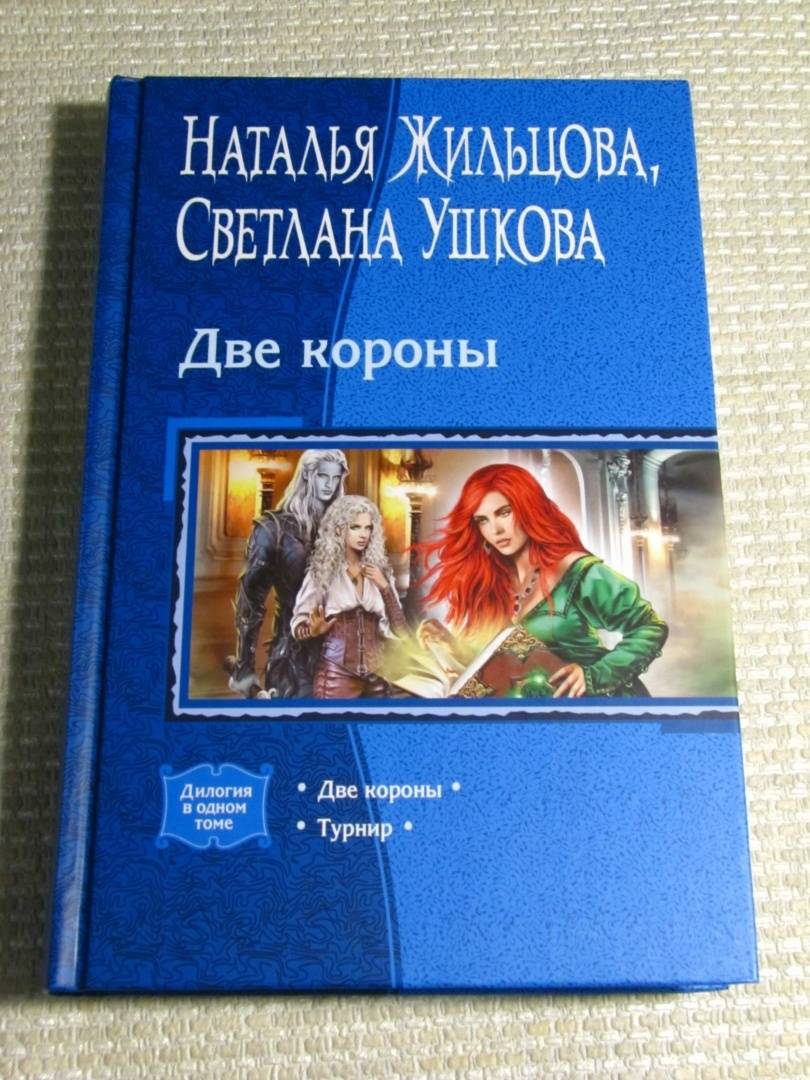 Наталья Жильцова,
Светлана Ушкова
Две короны
Дилогия
в одном
томе
• Две короны •
• Турнир •